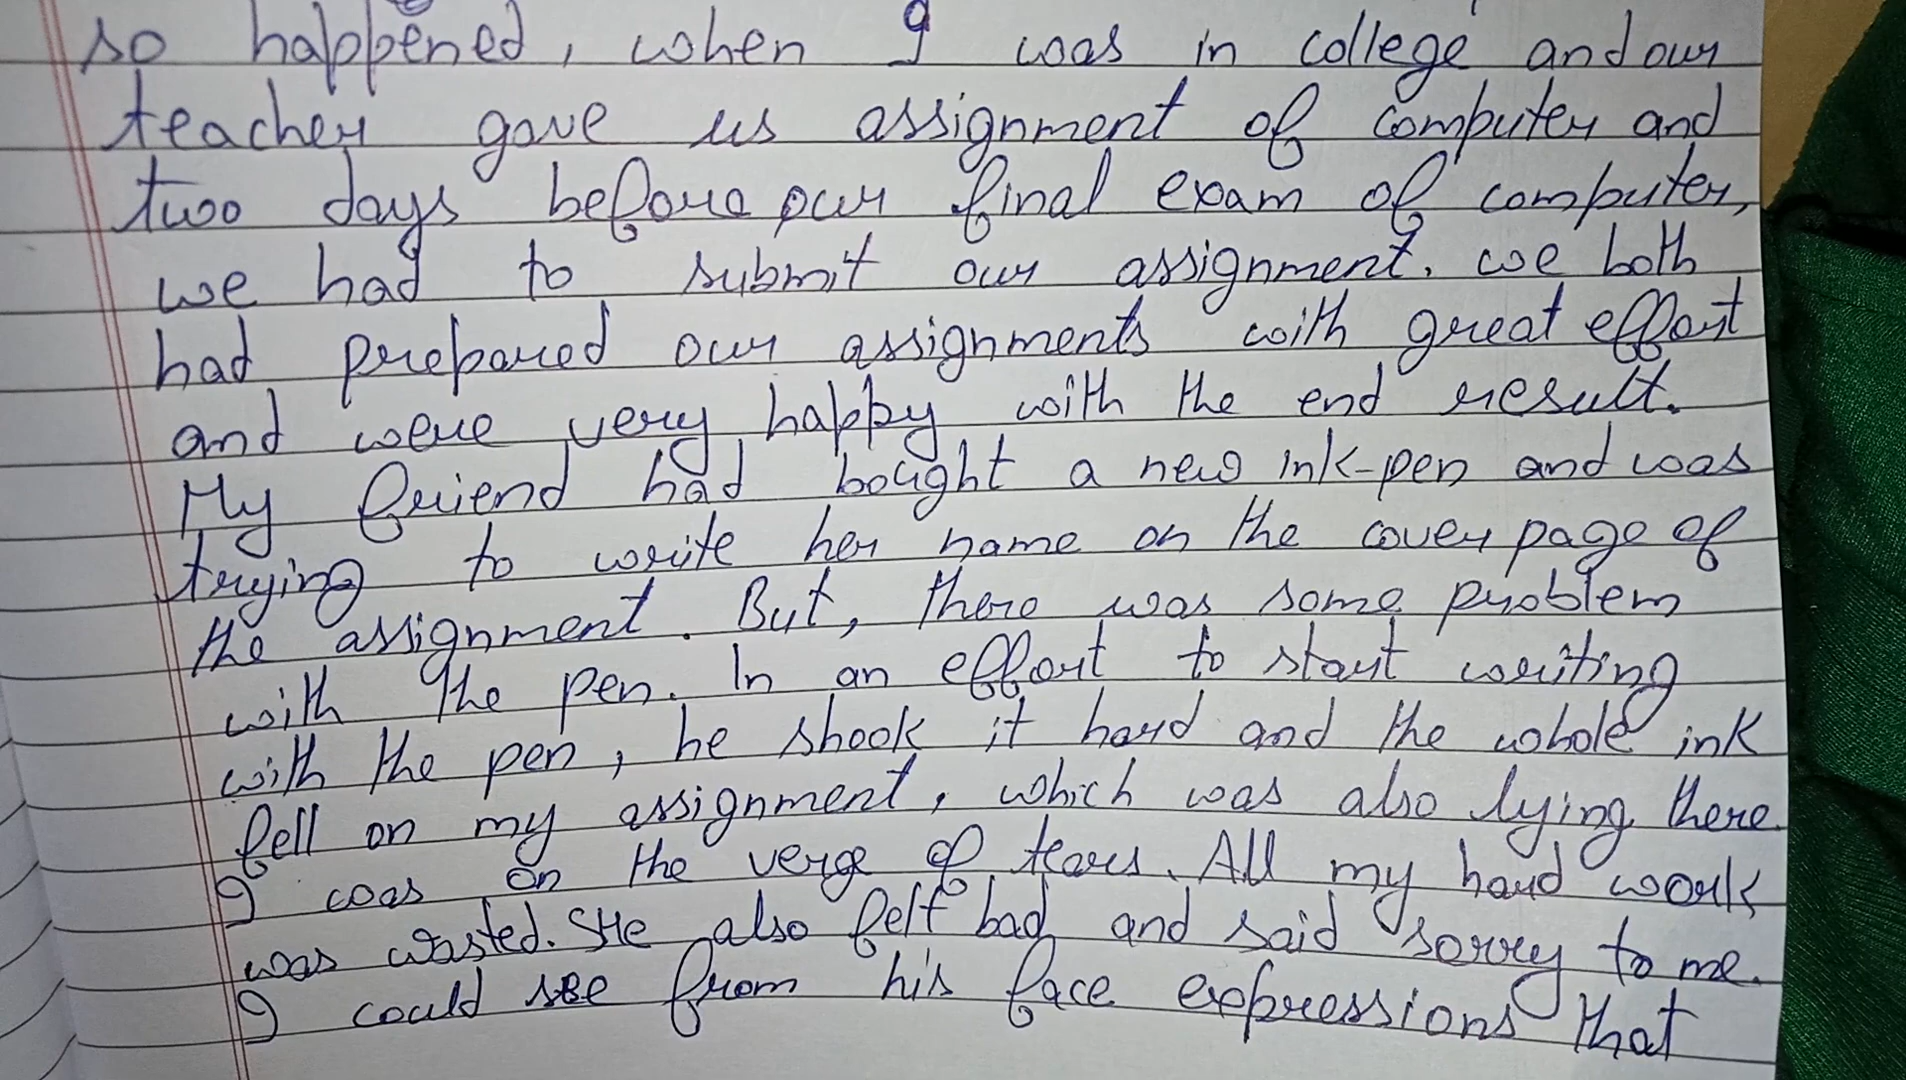 so happened, when I was in college and our
teacher gave us assignment of computer and
two days before our final exam of computer,
we had to submit our assignment. we both
had prepared our assignments with great effort
and were very happy with the end result.
My friend had bought a new ink-pen and was
trying to write her name on the cover page of
the assignment. But, there was some problem
with the pen. In an effort to start writing
with the pen, he shook it hard and the whole ink
fell on my assignment, which was also lying there.
I was on the verge of tears. All my hard work
was wasted. She also felt bad and said sorry to me.
I could see from his face expressions that